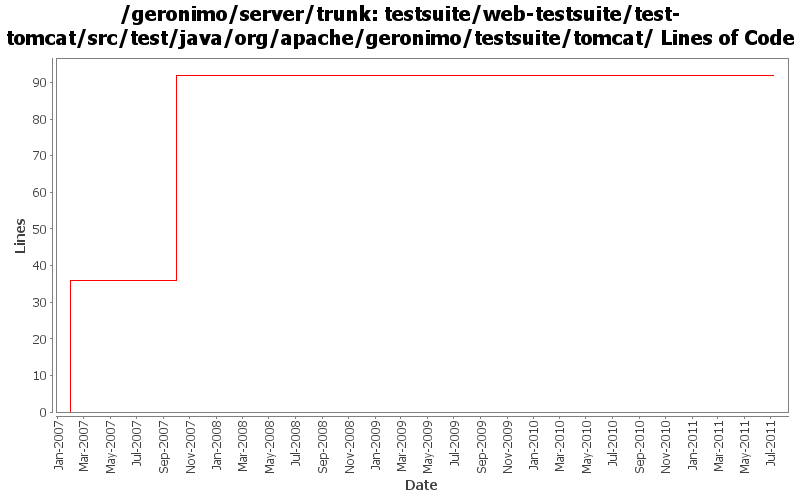 /geronimo/server/trunk: testsuite/web-testsuite/test-
tomcat/src/test/java/org/apache/geronimo/testsuite/tomcat/ Lines of Code
Lines
90
80
70
60
50
40
30
20
10
0
Jan-2007
Mar-2007
May-2007
Jul-2007
Sep-2007
Nov-2007
Jan-2008
Mar-2008
May-2008
Jul-2008
Sep-2008
Nov-2008
Jan-2009
Mar-2009
May-2009
Jul-2009
Sep-2009
Nov-2009
Jan-2010
Mar-2010
May-2010
Jul-2010
Sep-2010
Nov-2010
Jan-2011
Mar-2011
May-2011
Jul-2011
Date